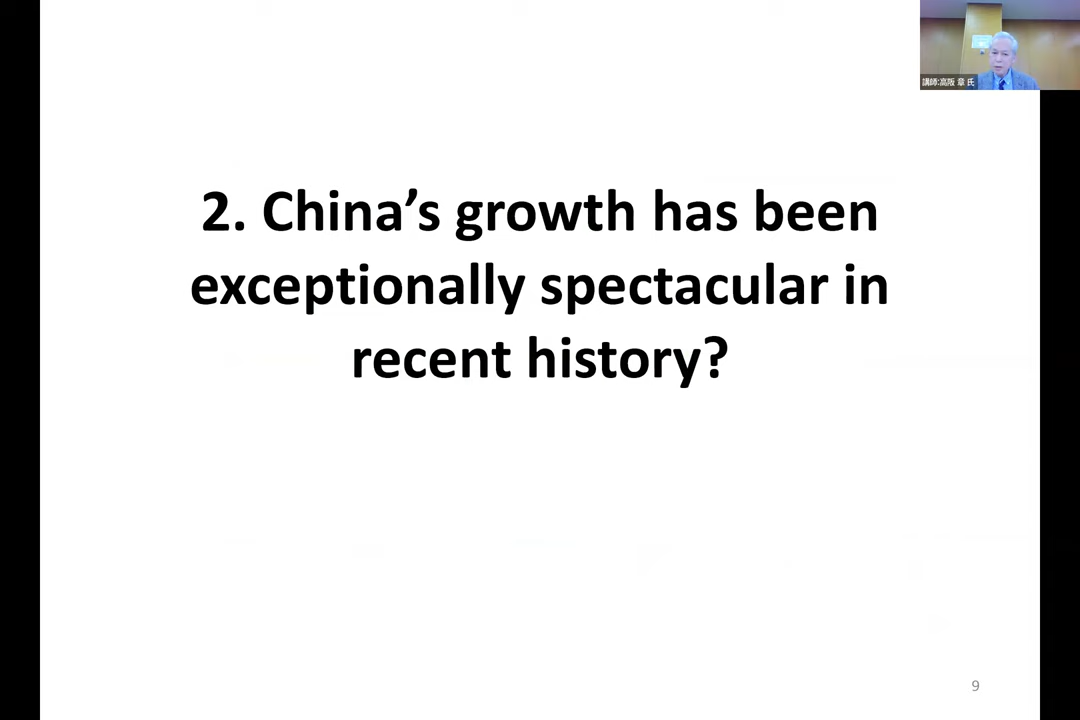 講師:高阪 章 氏
2. China’s growth has been
exceptionally spectacular in
recent history?
9